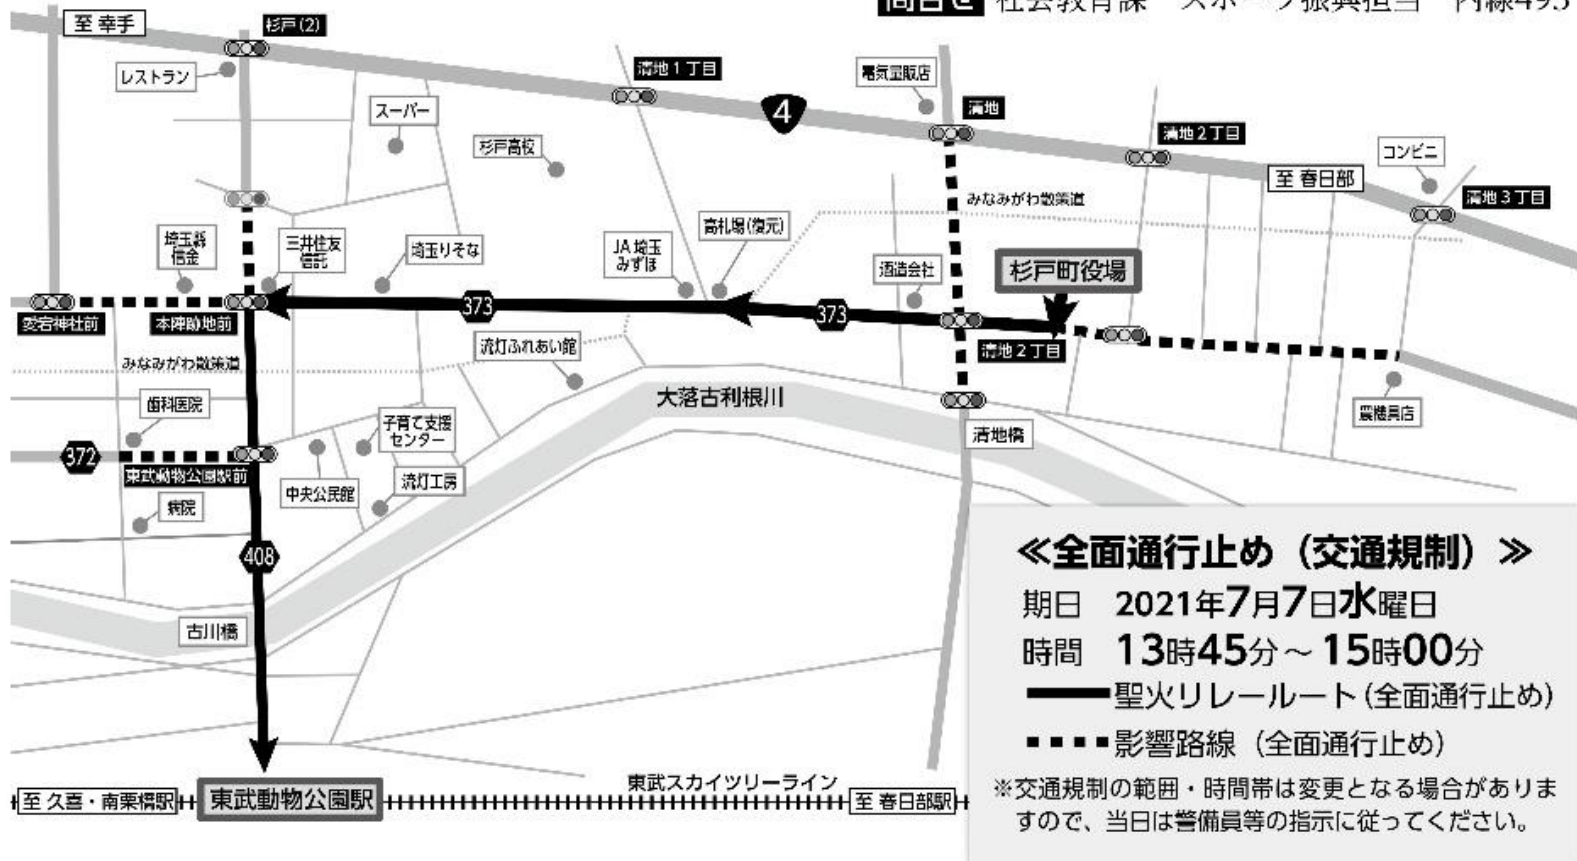 問合せ 社会教育課 スポーツ振興担当 内線495
至 幸手
杉戸(2)
レストラン
清地1丁目
電気量販店
4
清地
スーパー
清地2丁目
杉戸高校
コンビニ
至 春日部
清地3丁目
みなみがわ散策道
埼玉縣
信金
三井住友
信託
埼玉りそな
JA 埼玉
みずほ
高札場(復元)
酒造会社
杉戸町役場
愛宕神社前
本陣跡地前
373
373
清地2丁目
みなみがわ散策道
流灯ふれあい館
歯科医院
大落古利根川
子育て支援
センター
清地橋
農機具店
372
東武動物公園駅前
中央公民館
流灯工房
病院
408
古川橋
≪全面通行止め(交通規制)≫
期日 2021年7月7日水曜日
時間 13時45分～15時00分
聖火リレールート(全面通行止め)
影響路線(全面通行止め)
※交通規制の範囲・時間帯は変更となる場合がありま
すので、当日は警備員等の指示に従ってください。
東武スカイツリーライン
至 久喜・南栗橋駅
東武動物公園駅
至 春日部駅